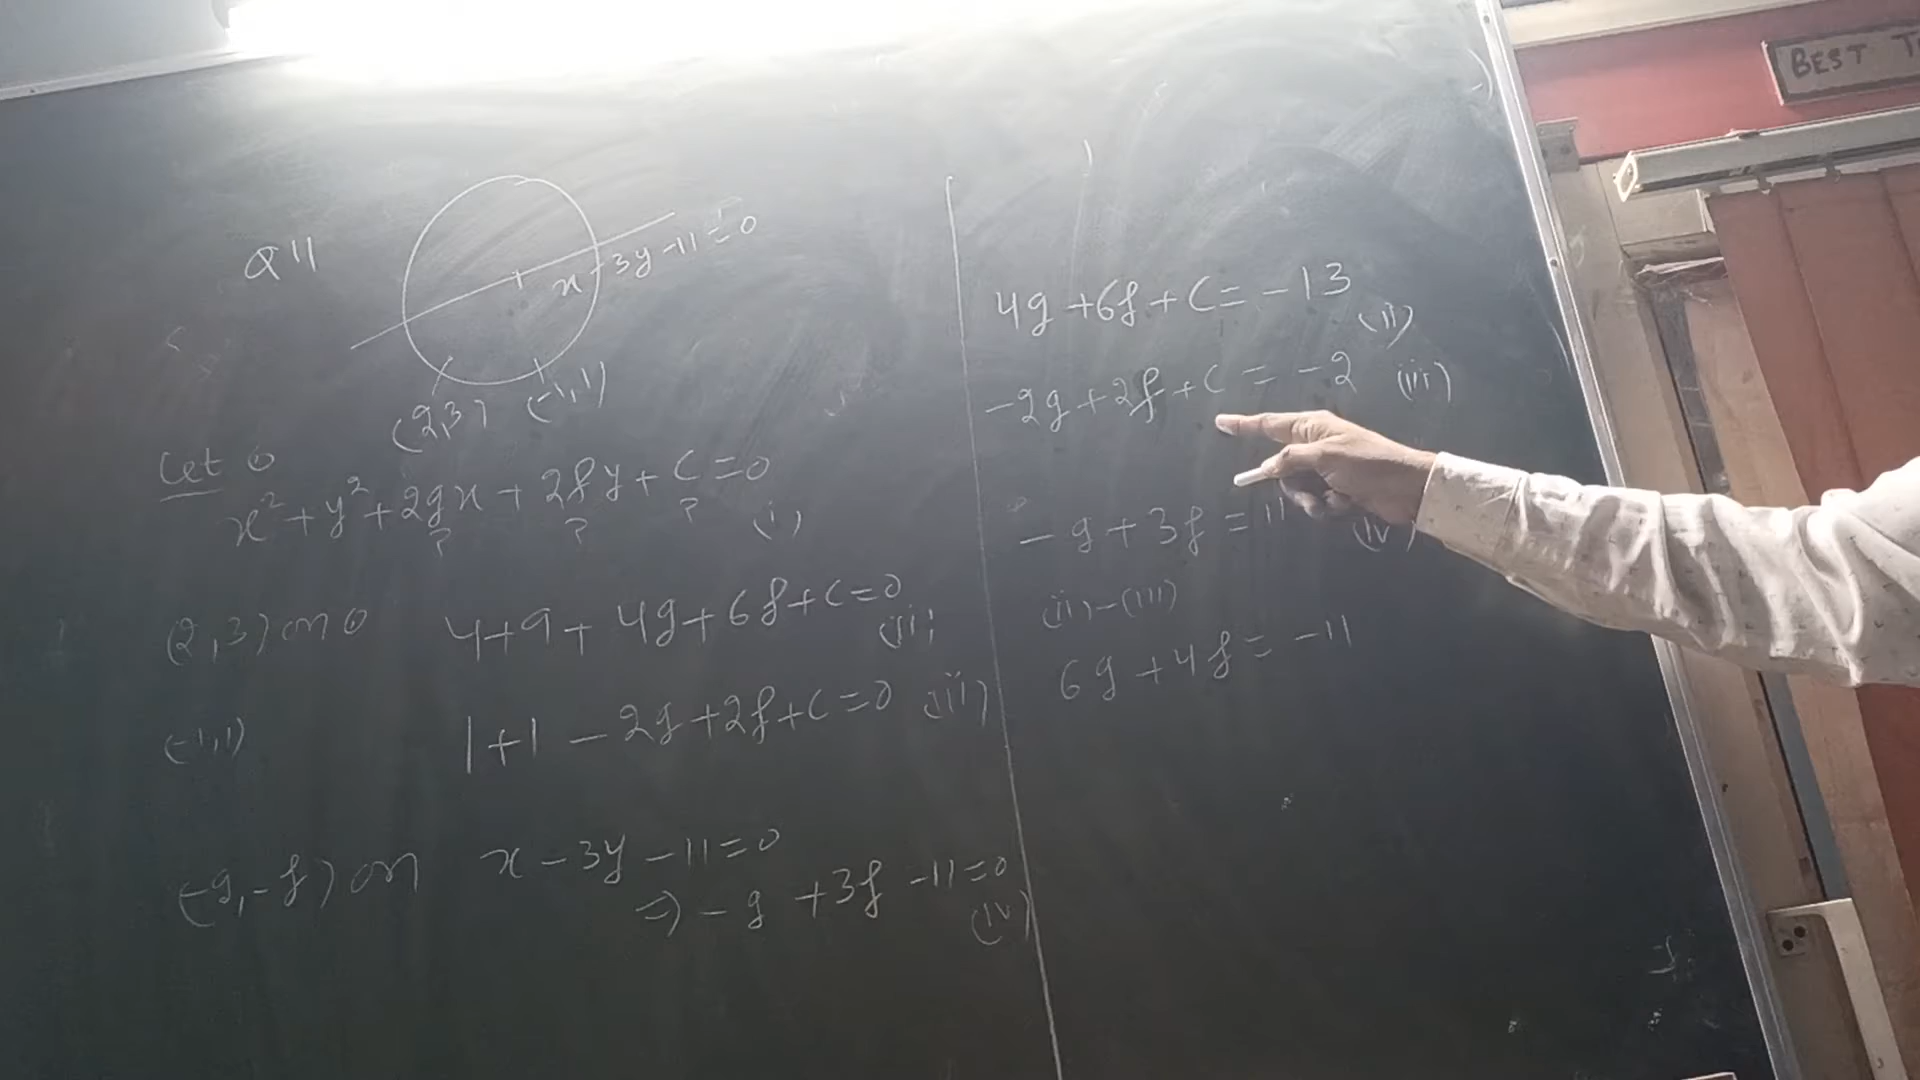 BEST
Q 11
x - 3y - 11 = 0
(2,3) (-1,1)
Let
x² + y² + 2gx + 2fy + c = 0
? ? ? (i)
(2,3) on 4+9+ 4g+6f+c=0
(ii)
(-1,1) 1+1 - 2g+2f+c=0 (iii)
(-g,-f) on x - 3y - 11 = 0
⇒ - g + 3f - 11 = 0
(iv)
4g + 6f + c = -13
(ii)
-2g + 2f + c = -2 (iii)
- g + 3f = 11 (iv)
(ii) - (iii)
6g + 4f = -11